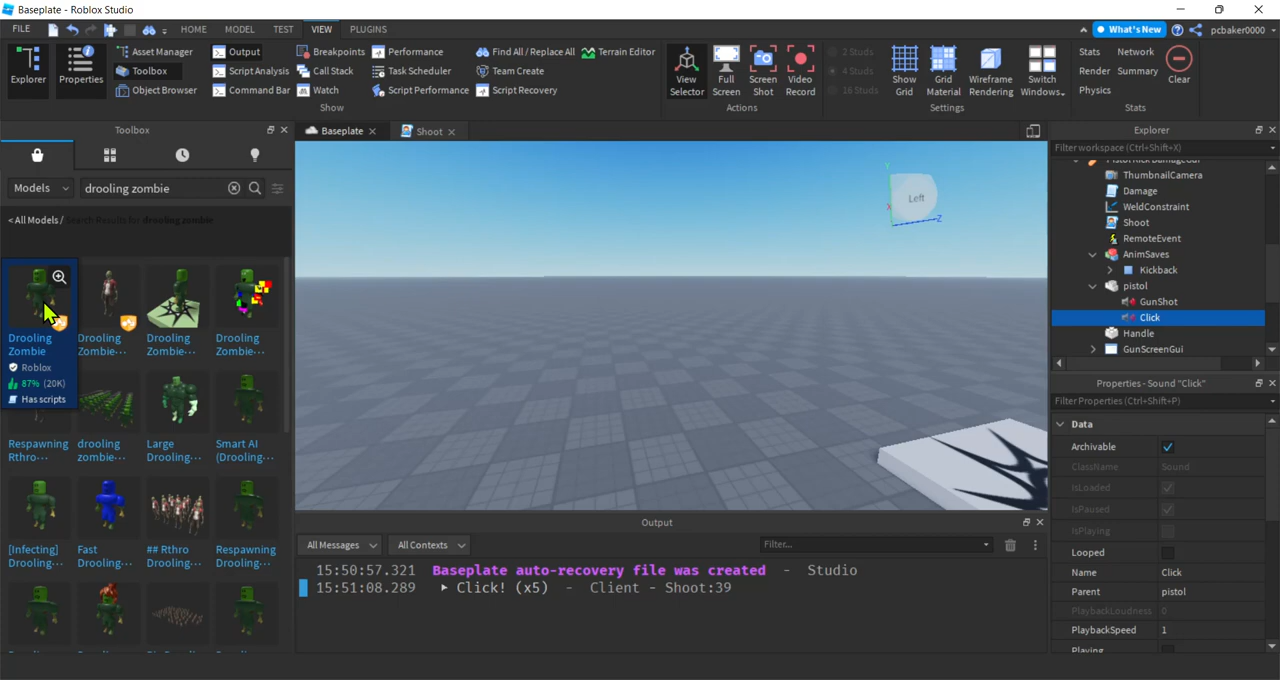 Baseplate - Roblox Studio
FILE HOME MODEL TEST VIEW PLUGINS What's New pcbaker0000
Explorer
Properties
Asset Manager
Toolbox
Object Browser
Output
Script Analysis
Command Bar
Breakpoints
Call Stack
Watch
Performance
Task Scheduler
Script Performance
Find All / Replace All
Team Create
Script Recovery
Terrain Editor
Show
View Selector
Full Screen
Screen Shot
Video Record
Actions
2 Studs
4 Studs
16 Studs
Show Grid
Grid Material
Wireframe Rendering
Switch Windows
Settings
Stats Network
Render Summary
Physics
Clear
Stats
Toolbox
Models drooling zombie
< All Models / Search Results for drooling zombie
Drooling Zombie
Roblox
87% (20K)
Has scripts
Drooling Zombie...
Drooling Zombie...
Drooling Zombie...
Respawning Rthro...
drooling zombie...
Large Drooling...
Smart AI (Drooling...
[Infecting] Drooling...
Fast Drooling...
## Rthro Drooling...
Respawning Drooling...
Baseplate
Shoot
Y
Left
X
Z
Output
All Messages All Contexts Filter...
15:50:57.321 Baseplate auto-recovery file was created - Studio
15:51:08.289 Click! (x5) - Client - Shoot:39
Explorer
Filter workspace (Ctrl+Shift+X)
ThumbnailCamera
Damage
WeldConstraint
Shoot
RemoteEvent
AnimSaves
Kickback
pistol
GunShot
Click
Handle
GunScreenGui
Properties - Sound "Click"
Filter Properties (Ctrl+Shift+P)
Data
Archivable
ClassName Sound
IsLoaded
IsPaused
IsPlaying
Looped
Name Click
Parent pistol
PlaybackLoudness 0
PlaybackSpeed 1
Playing